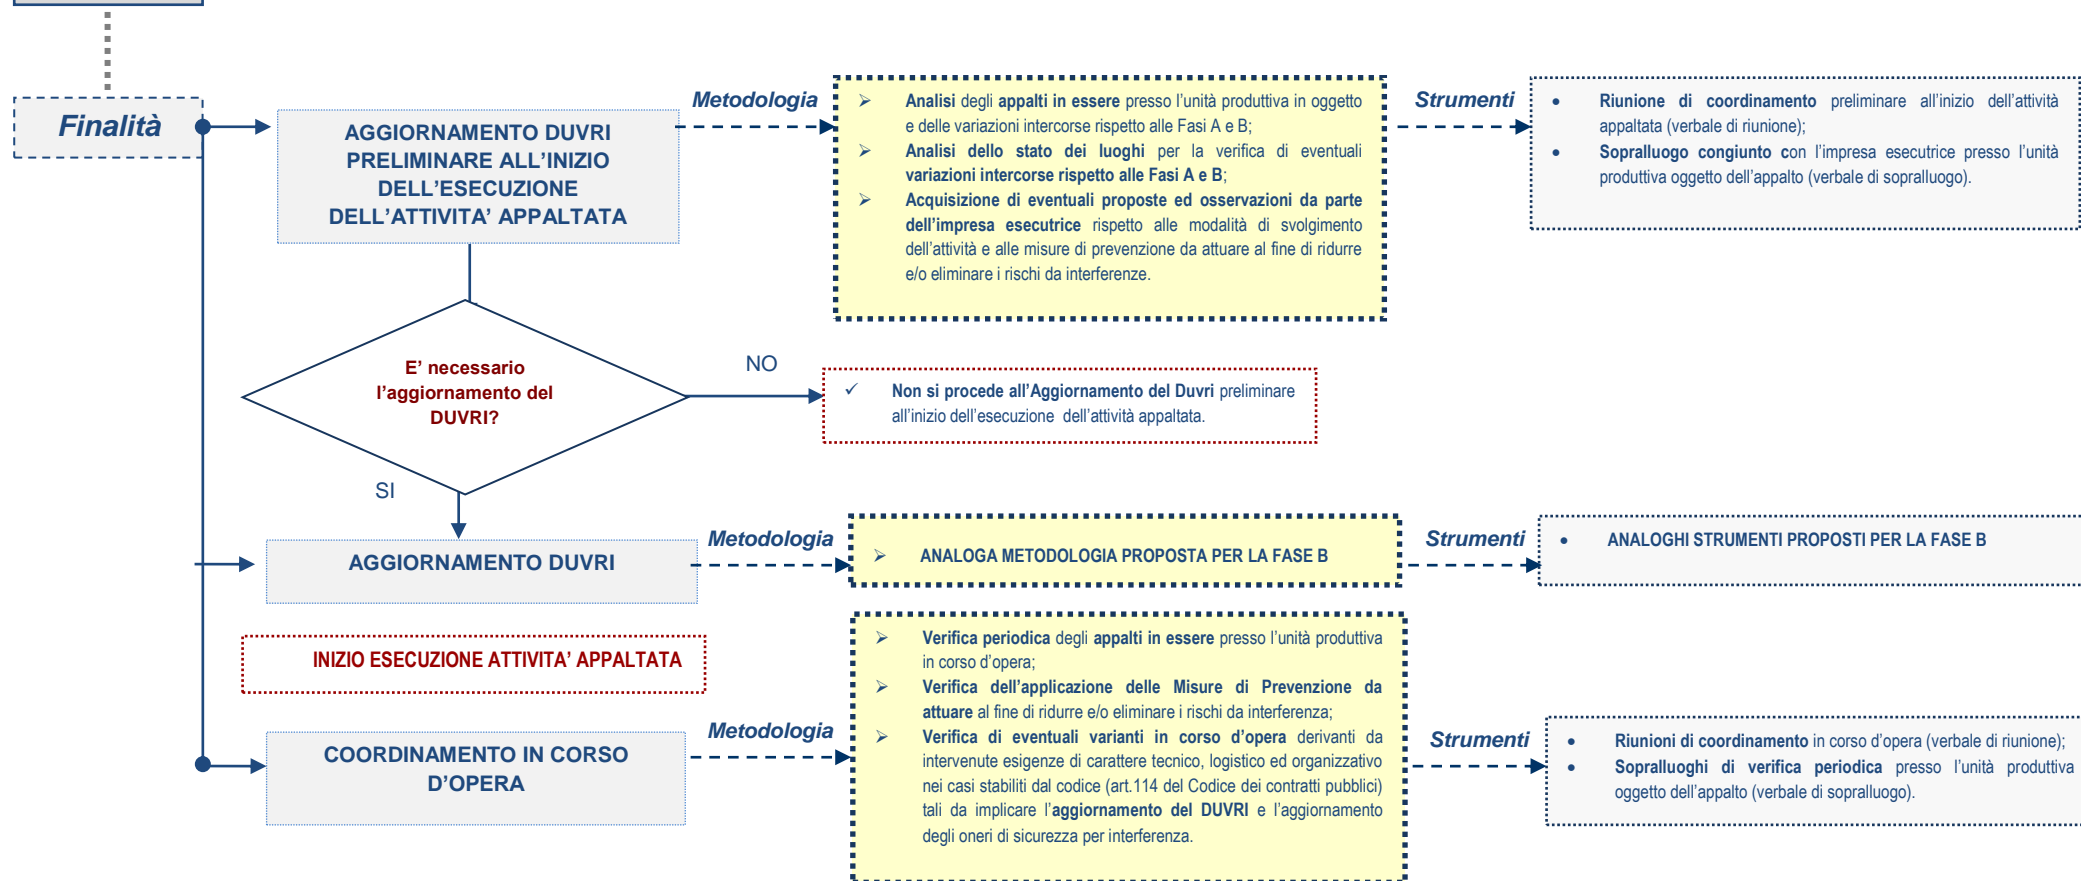 Finalità
AGGIORNAMENTO DUVRI
PRELIMINARE ALL'INIZIO
DELL'ESECUZIONE
DELL'ATTIVITA' APPALTATA
Metodologia
➢ Analisi degli appalti in essere presso l'unità produttiva in oggetto
e delle variazioni intercorse rispetto alle Fasi A e B;
➢ Analisi dello stato dei luoghi per la verifica di eventuali
variazioni intercorse rispetto alle Fasi A e B;
➢ Acquisizione di eventuali proposte ed osservazioni da parte
dell'impresa esecutrice rispetto alle modalità di svolgimento
dell'attività e alle misure di prevenzione da attuare al fine di ridurre
e/o eliminare i rischi da interferenze.
Strumenti
• Riunione di coordinamento preliminare all'inizio dell'attività
appaltata (verbale di riunione);
• Sopralluogo congiunto con l'impresa esecutrice presso l'unità
produttiva oggetto dell'appalto (verbale di sopralluogo).
E' necessario
l'aggiornamento del
DUVRI?
NO
✓ Non si procede all'Aggiornamento del Duvri preliminare
all'inizio dell'esecuzione dell'attività appaltata.
SI
AGGIORNAMENTO DUVRI
Metodologia
➢ ANALOGA METODOLOGIA PROPOSTA PER LA FASE B
Strumenti
• ANALOGHI STRUMENTI PROPOSTI PER LA FASE B
INIZIO ESECUZIONE ATTIVITA' APPALTATA
COORDINAMENTO IN CORSO
D'OPERA
Metodologia
➢ Verifica periodica degli appalti in essere presso l'unità produttiva
in corso d'opera;
➢ Verifica dell'applicazione delle Misure di Prevenzione da
attuare al fine di ridurre e/o eliminare i rischi da interferenza;
➢ Verifica di eventuali varianti in corso d'opera derivanti da
intervenute esigenze di carattere tecnico, logistico ed organizzativo
nei casi stabiliti dal codice (art.114 del Codice dei contratti pubblici)
tali da implicare l'aggiornamento del DUVRI e l'aggiornamento
degli oneri di sicurezza per interferenza.
Strumenti
• Riunioni di coordinamento in corso d'opera (verbale di riunione);
• Sopralluoghi di verifica periodica presso l'unità produttiva
oggetto dell'appalto (verbale di sopralluogo).